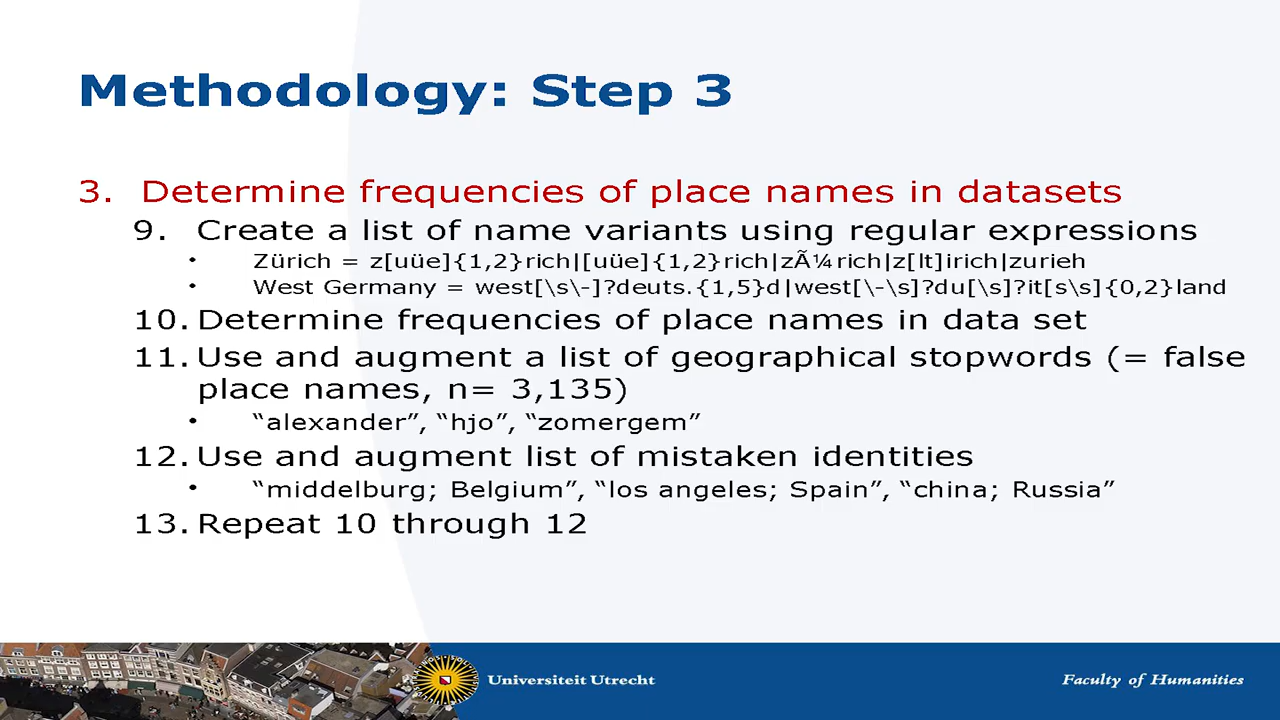 Methodology: Step 3
3. Determine frequencies of place names in datasets
9. Create a list of name variants using regular expressions
• Zürich = z[uüe]{1,2}rich|[uüe]{1,2}rich|zÃ¼rich|z[lt]irich|zurieh
• West Germany = west[\s\-]?deuts.{1,5}d|west[\-\s]?du[\s]?it[s\s]{0,2}land
10. Determine frequencies of place names in data set
11. Use and augment a list of geographical stopwords (= false
place names, n= 3,135)
• “alexander”, “hjo”, “zomergem”
12. Use and augment list of mistaken identities
• “middelburg; Belgium”, “los angeles; Spain”, “china; Russia”
13. Repeat 10 through 12
Universiteit Utrecht
Faculty of Humanities